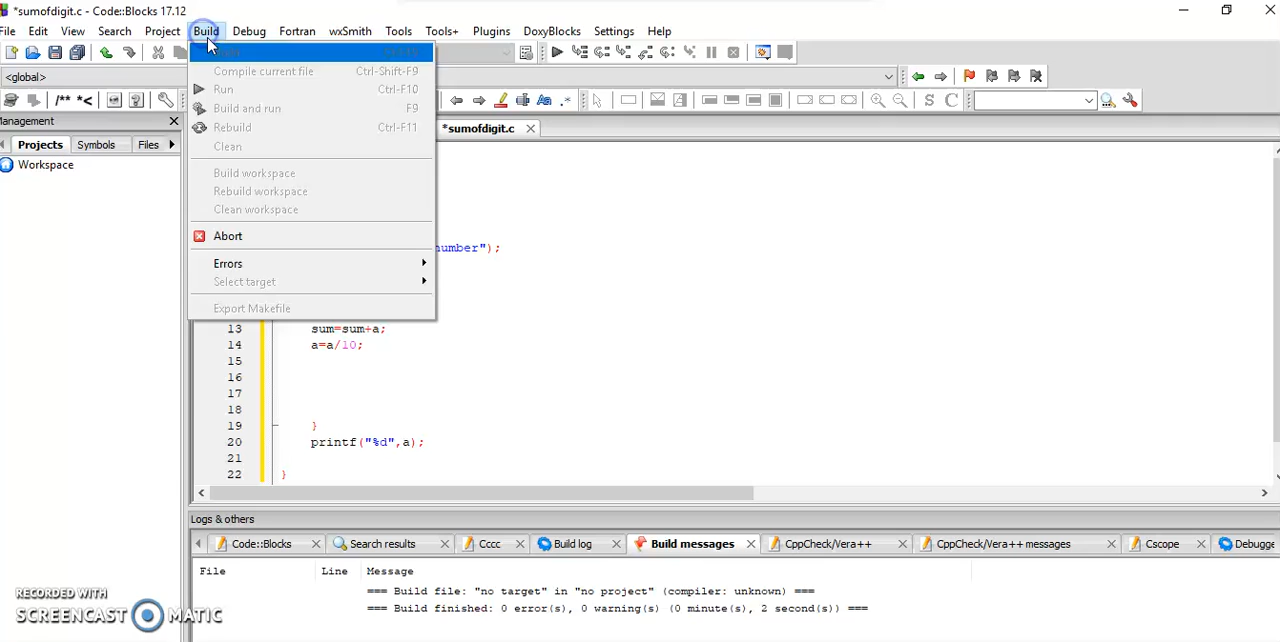 *sumofdigit.c - Code::Blocks 17.12
File Edit View Search Project Build Debug Fortran wxSmith Tools Tools+ Plugins DoxyBlocks Settings Help
<global>
Compile current file Ctrl-Shift-F9
Run Ctrl-F10
Build and run F9
Rebuild Ctrl-F11
Clean
Build workspace
Rebuild workspace
Clean workspace
Abort
Errors
Select target
Export Makefile
/** *<
Aa .* S C
anagement
Projects Symbols Files
Workspace
*sumofdigit.c
number");
13 sum=sum+a;
14 a=a/10;
15
16
17
18
19 }
20 printf("%d",a);
21
22 }
Logs & others
Code::Blocks Search results Cccc Build log Build messages CppCheck/Vera++ CppCheck/Vera++ messages Cscope Debugge
File Line Message
=== Build file: "no target" in "no project" (compiler: unknown) ===
=== Build finished: 0 error(s), 0 warning(s) (0 minute(s), 2 second(s)) ===
RECORDED WITH
SCREENCAST MATIC